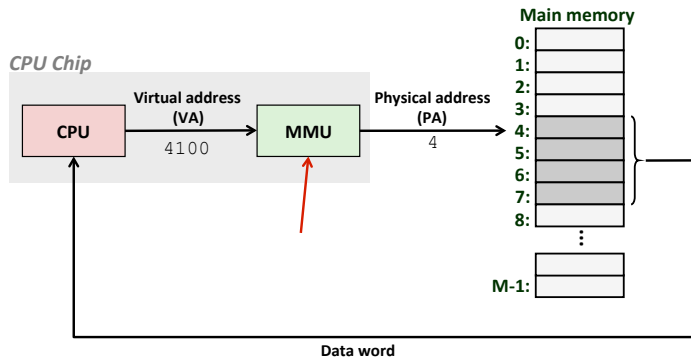 Main memory
CPU Chip
Virtual address
(VA)
4100
Physical address
(PA)
4
CPU
MMU
0:
1:
2:
3:
4:
5:
6:
7:
8:
...
M-1:
Data word